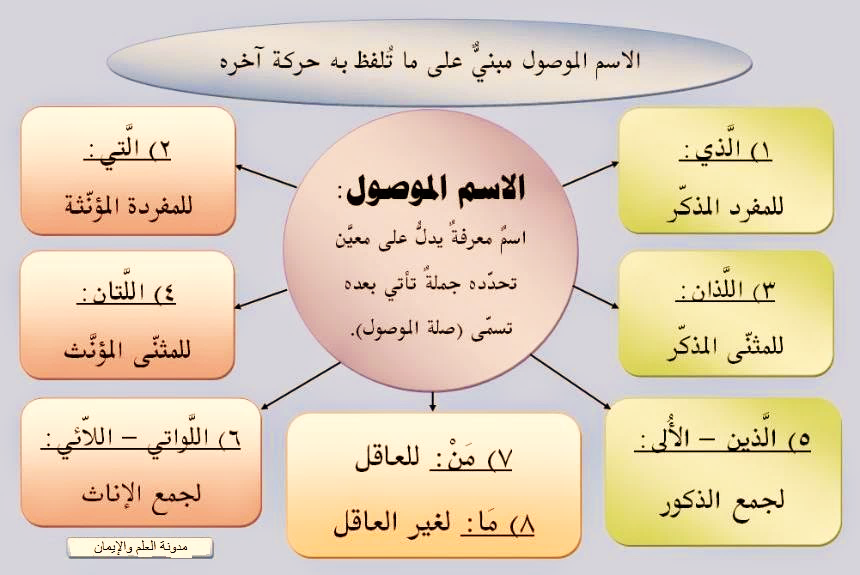 الاسم الموصول مبنيٌّ على ما تُلفظ به حركة آخره
الاسم الموصول:
اسمٌ معرفةٌ يدلُّ على معيَّن
تحدّده جملةٌ تأتي بعده
تسمّى (صلة الموصول).
١) الَّذي:
للمفرد المذكّر
٢) الَّتي:
للمفردة المؤنّثة
٣) اللَّذان:
للمثنّى المذكّر
٤) اللَّتان:
للمثنّى المؤنَّث
٥) الَّذين – الأُلى:
لجمع الذكور
٦) اللَّواتي – اللاّئي:
لجمع الإناث
٧) مَنْ: للعاقل
٨) مَا: لغير العاقل
مدونة العلم والإيمان